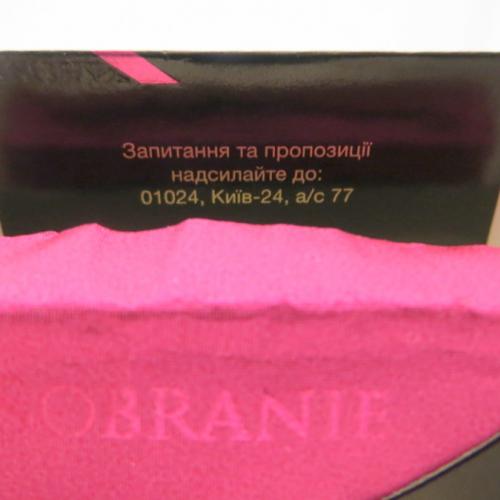 Запитання та пропозиції
надсилайте до:
01024, Київ-24, а/с 77
OBRANIE